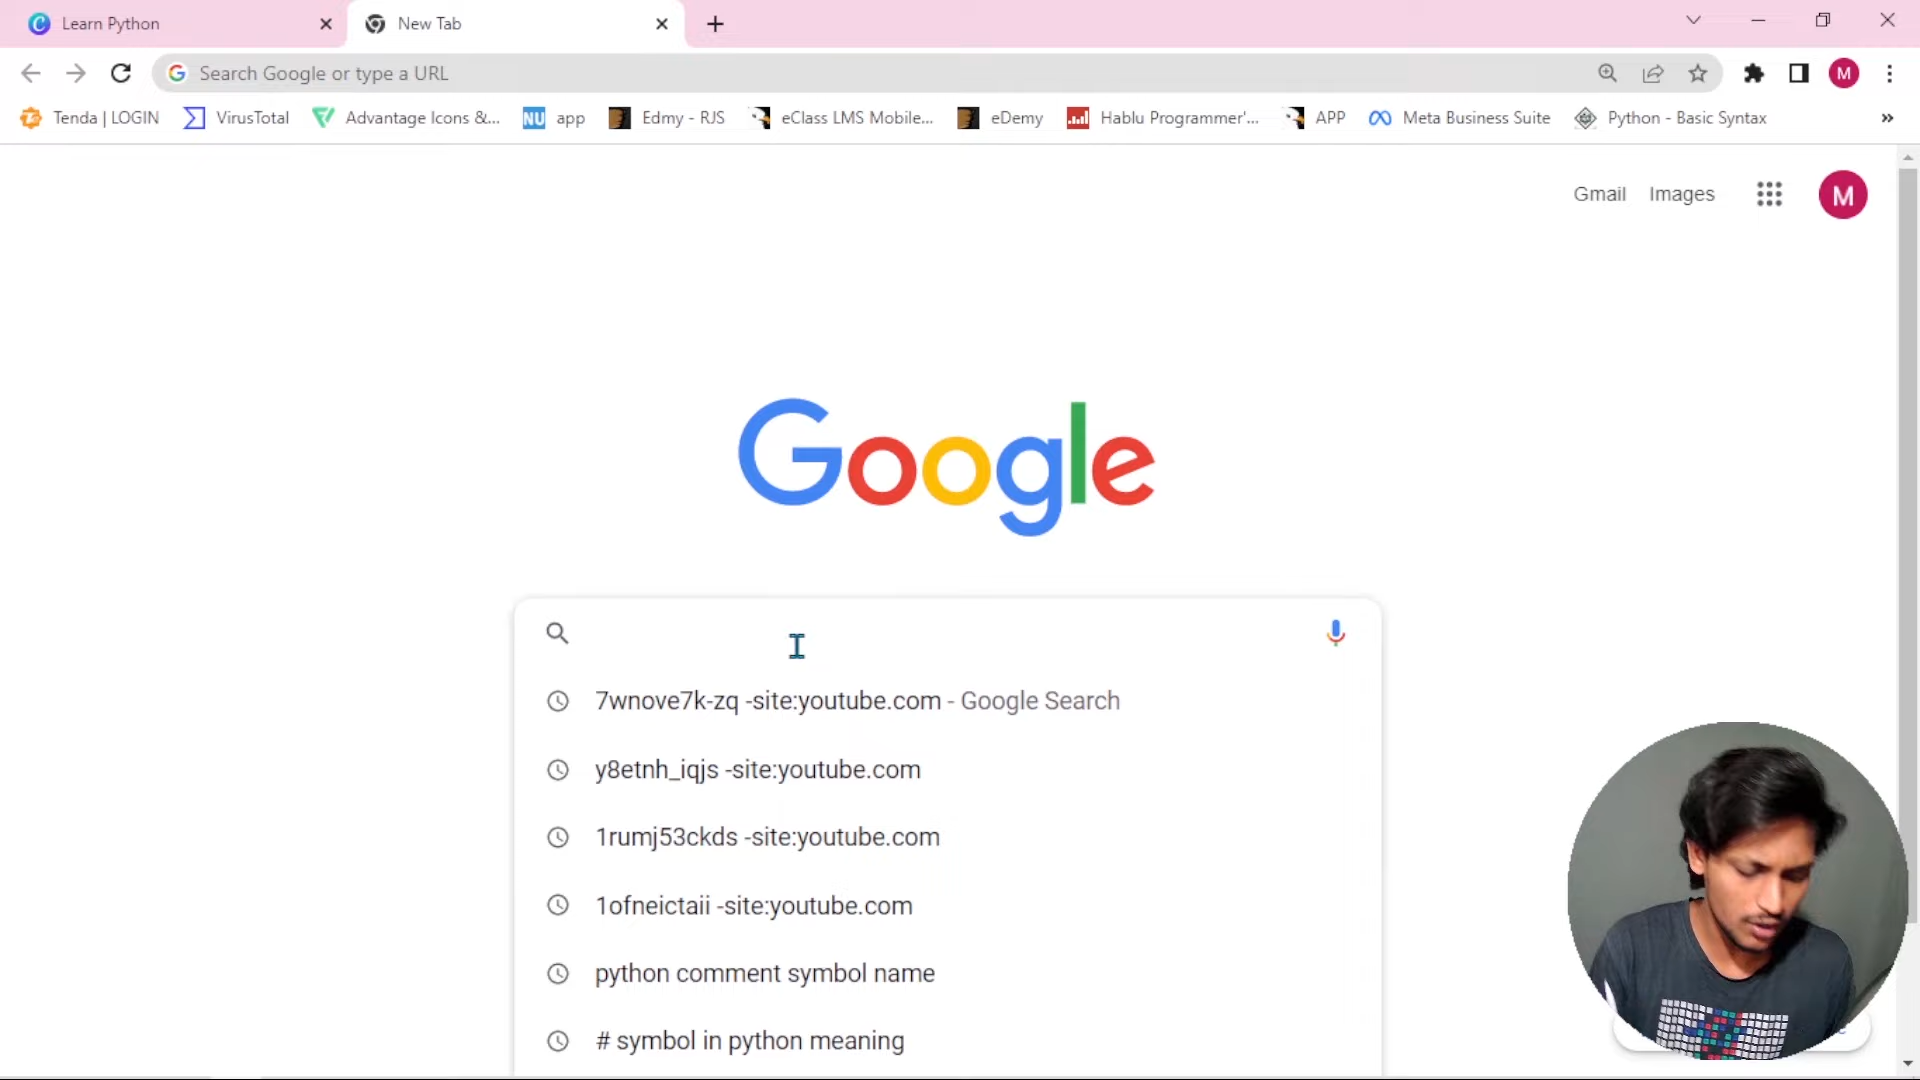 Learn Python
New Tab
Search Google or type a URL
M
Tenda | LOGIN
VirusTotal
Advantage Icons &...
NU app
Edmy - RJS
eClass LMS Mobile...
eDemy
Hablu Programmer'...
APP
Meta Business Suite
Python - Basic Syntax
»
Gmail
Images
M
Google
7wnove7k-zq -site:youtube.com - Google Search
y8etnh_iqjs -site:youtube.com
1rumj53ckds -site:youtube.com
1ofneictaii -site:youtube.com
python comment symbol name
# symbol in python meaning